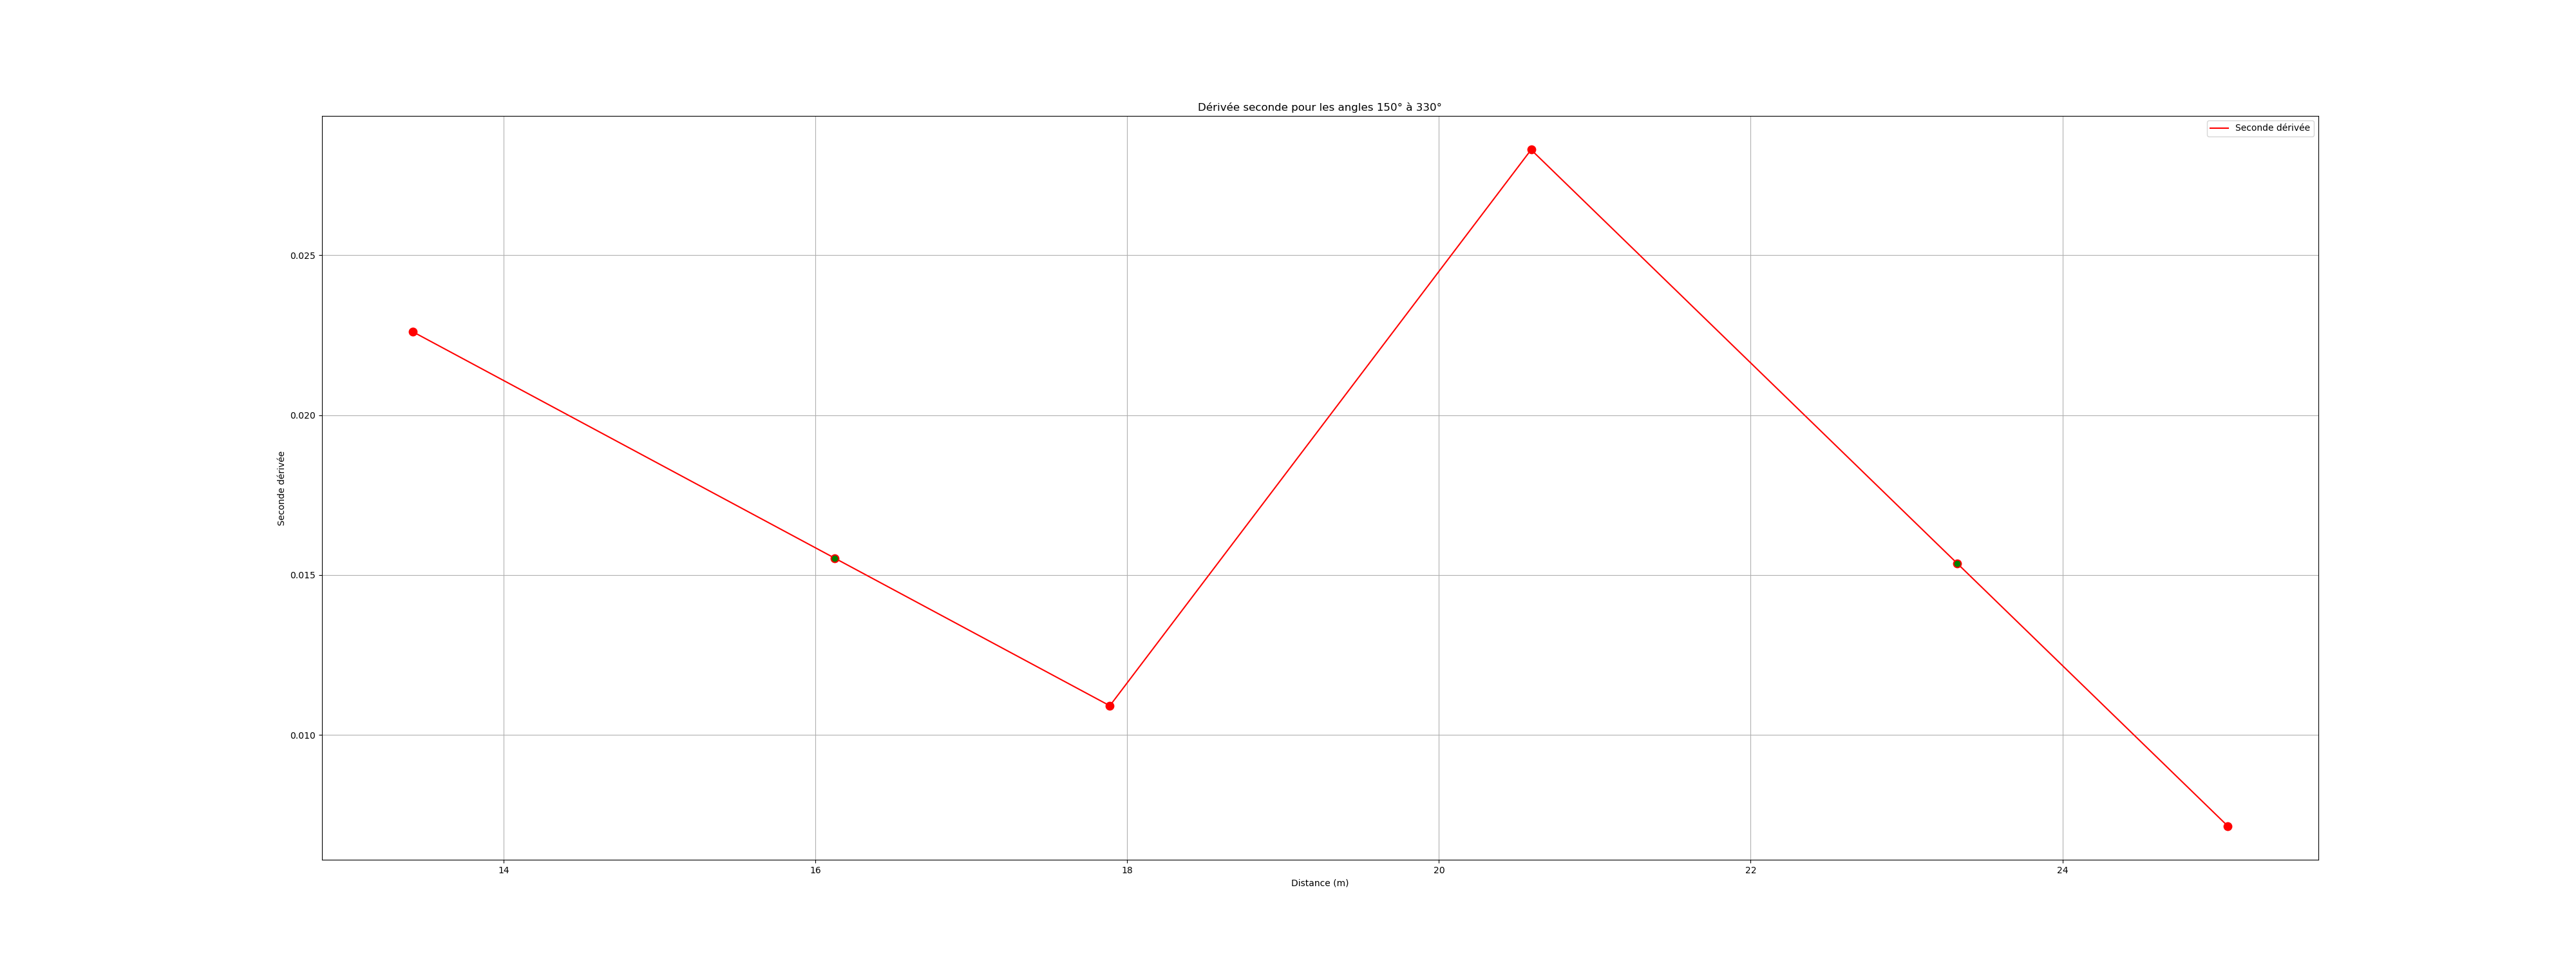 Dérivée seconde pour les angles 150° à 330°
Seconde dérivée
0.025
0.020
0.015
0.010
Seconde dérivée
14
16
18
20
22
24
Distance (m)